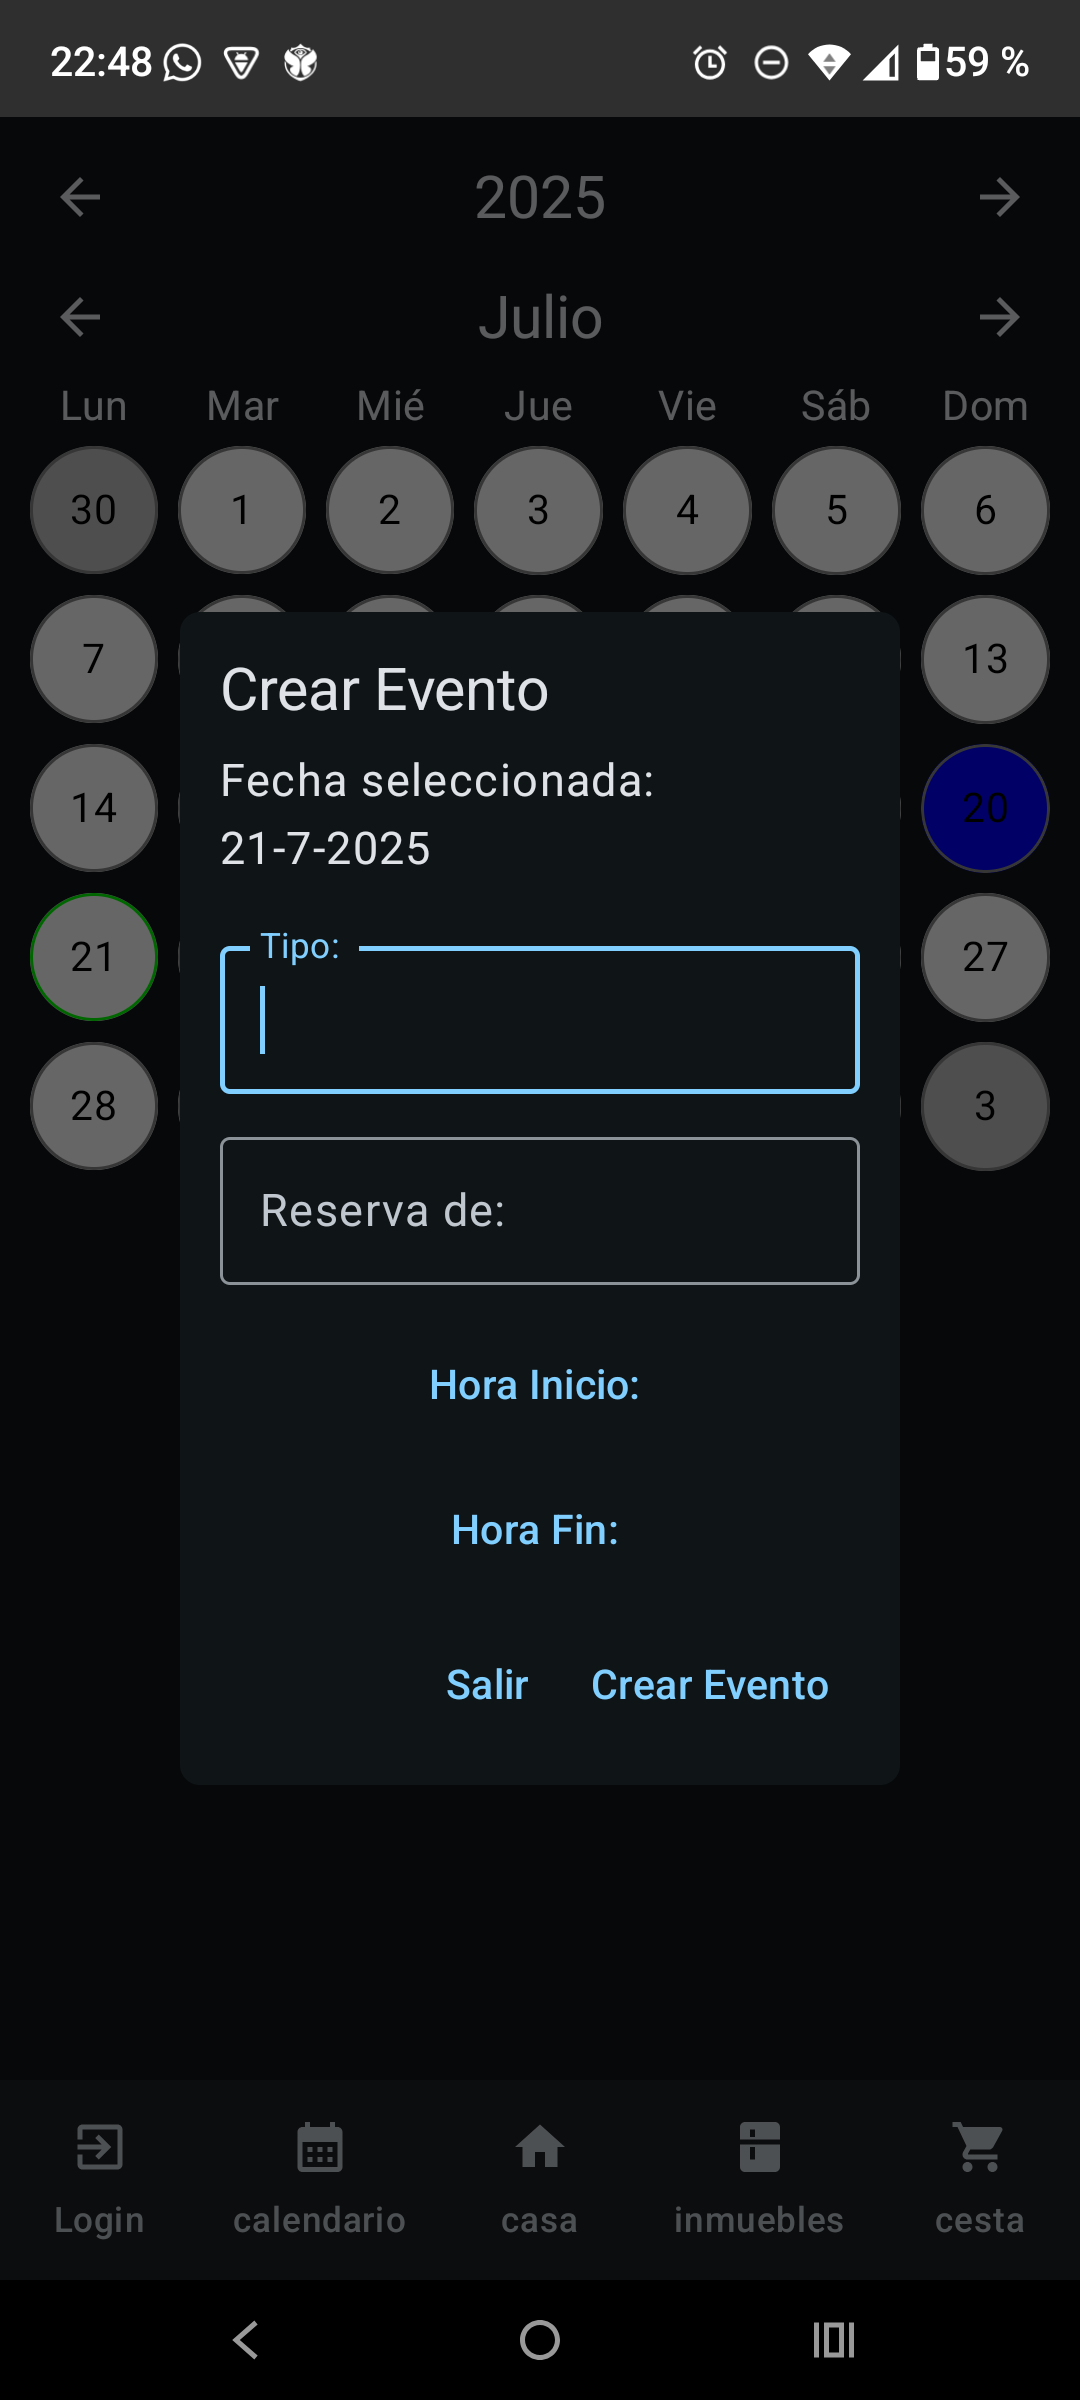 22:48 59 %
2025
Julio
Lun Mar Mié Jue Vie Sáb Dom
30 1 2 3 4 5 6
7 13
Crear Evento
Fecha seleccionada:
21-7-2025
14 20
Tipo:
21 27
28 3
Reserva de:
Hora Inicio:
Hora Fin:
Salir Crear Evento
Login calendario casa inmuebles cesta